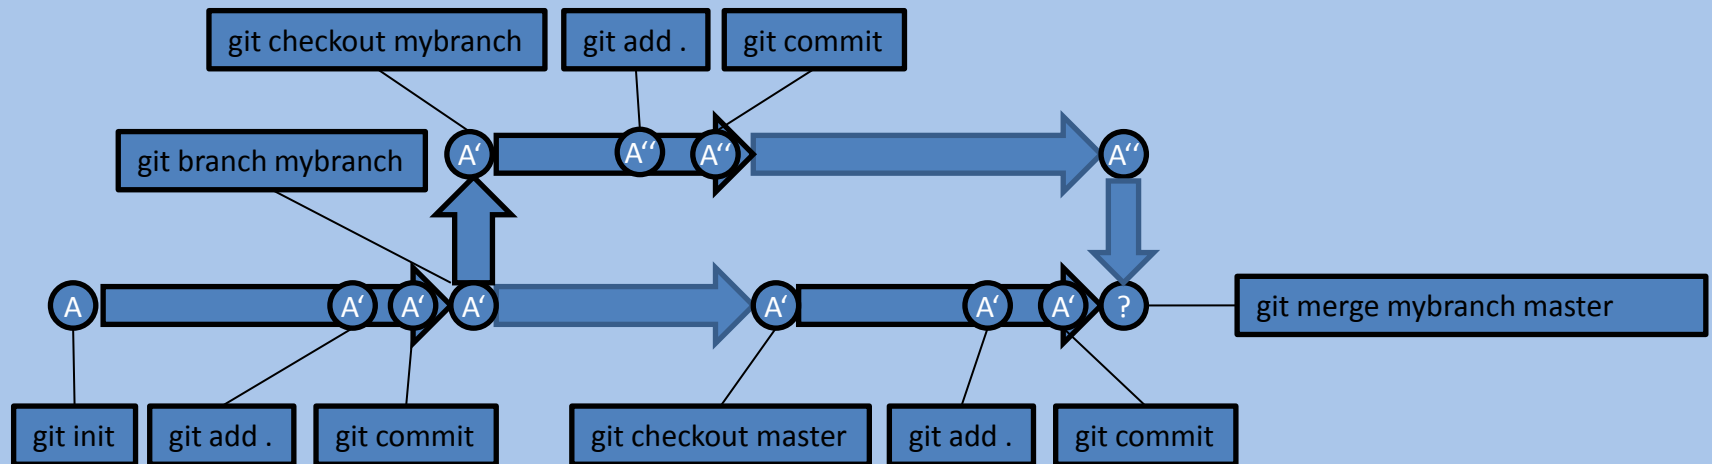 git checkout mybranch
git add .
git commit
git branch mybranch
A‘
A‘‘
A‘‘
A‘‘
A
A‘
A‘
A‘
A‘
A‘
A‘
?
git merge mybranch master
git init
git add .
git commit
git checkout master
git add .
git commit